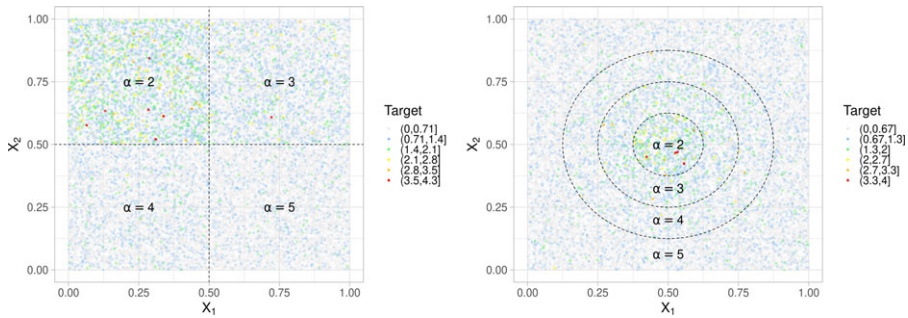 1.00
0.75
0.50
0.25
0.00
X2
α = 2
α = 3
α = 4
α = 5
0.00 0.25 0.50 0.75 1.00
X1
Target
(0,0.71]
(0.71,1.4]
(1.4,2.1]
(2.1,2.8]
(2.8,3.5]
(3.5,4.3]
1.00
0.75
0.50
0.25
0.00
X2
α = 2
α = 3
α = 4
α = 5
0.00 0.25 0.50 0.75 1.00
X1
Target
(0,0.67]
(0.67,1.3]
(1.3,2]
(2,2.7]
(2.7,3.3]
(3.3,4]